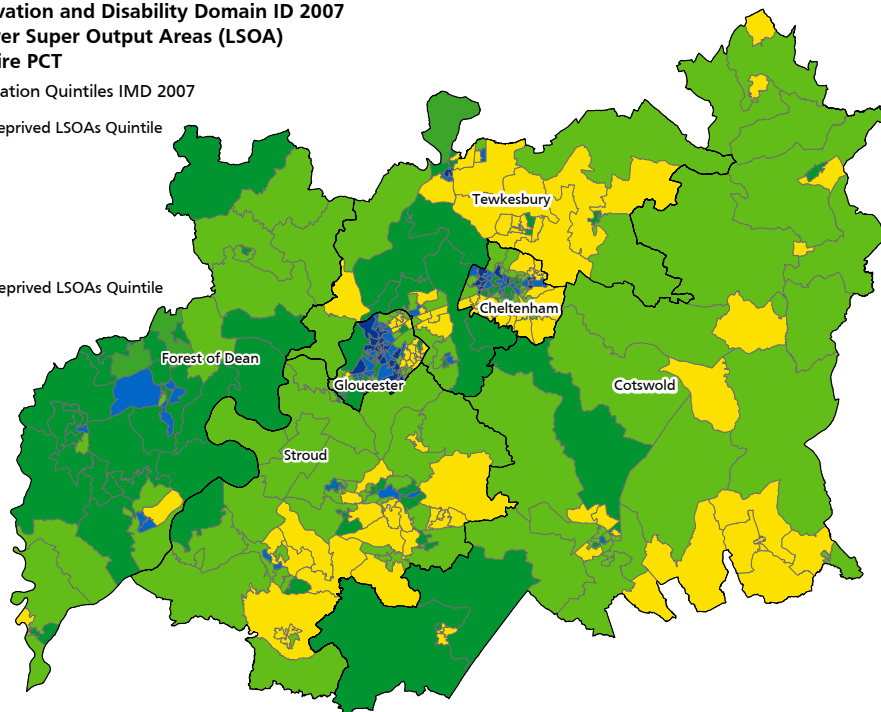 vation and Disability Domain ID 2007
ver Super Output Areas (LSOA)
ire PCT
ation Quintiles IMD 2007
eprived LSOAs Quintile
Tewkesbury
eprived LSOAs Quintile
Cheltenham
Forest of Dean
Gloucester
Cotswold
Stroud